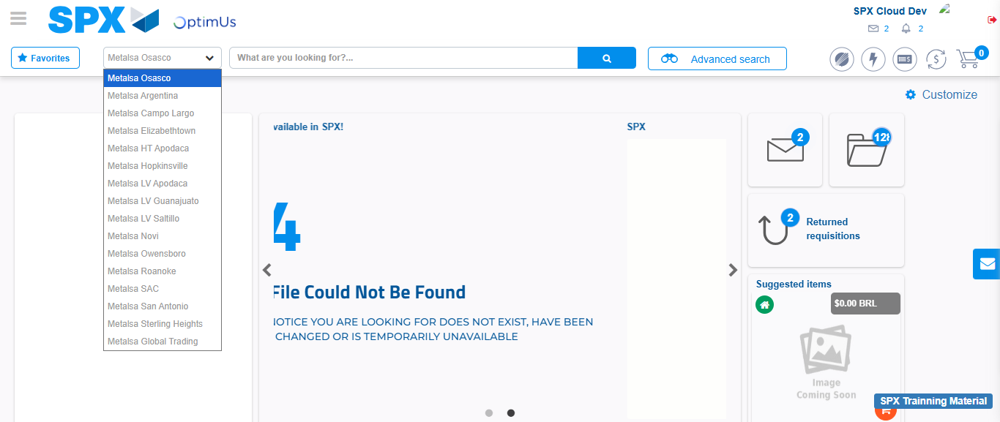 SPX OptimUs
SPX Cloud Dev
2 2
Favorites
Metalsa Osasco
What are you looking for?...
Advanced search
0
Metalsa Osasco
Metalsa Argentina
Metalsa Campo Largo
Metalsa Elizabethtown
Metalsa HT Apodaca
Metalsa Hopkinsville
Metalsa LV Apodaca
Metalsa LV Guanajuato
Metalsa LV Saltillo
Metalsa Novi
Metalsa Owensboro
Metalsa Roanoke
Metalsa SAC
Metalsa San Antonio
Metalsa Sterling Heights
Metalsa Global Trading
Customize
vailable in SPX!
SPX
4
File Could Not Be Found
NOTICE YOU ARE LOOKING FOR DOES NOT EXIST, HAVE BEEN
CHANGED OR IS TEMPORARILY UNAVAILABLE
2
2
Returned
requisitions
Suggested items
$0.00 BRL
Image
Coming Soon
SPX Trainning Material